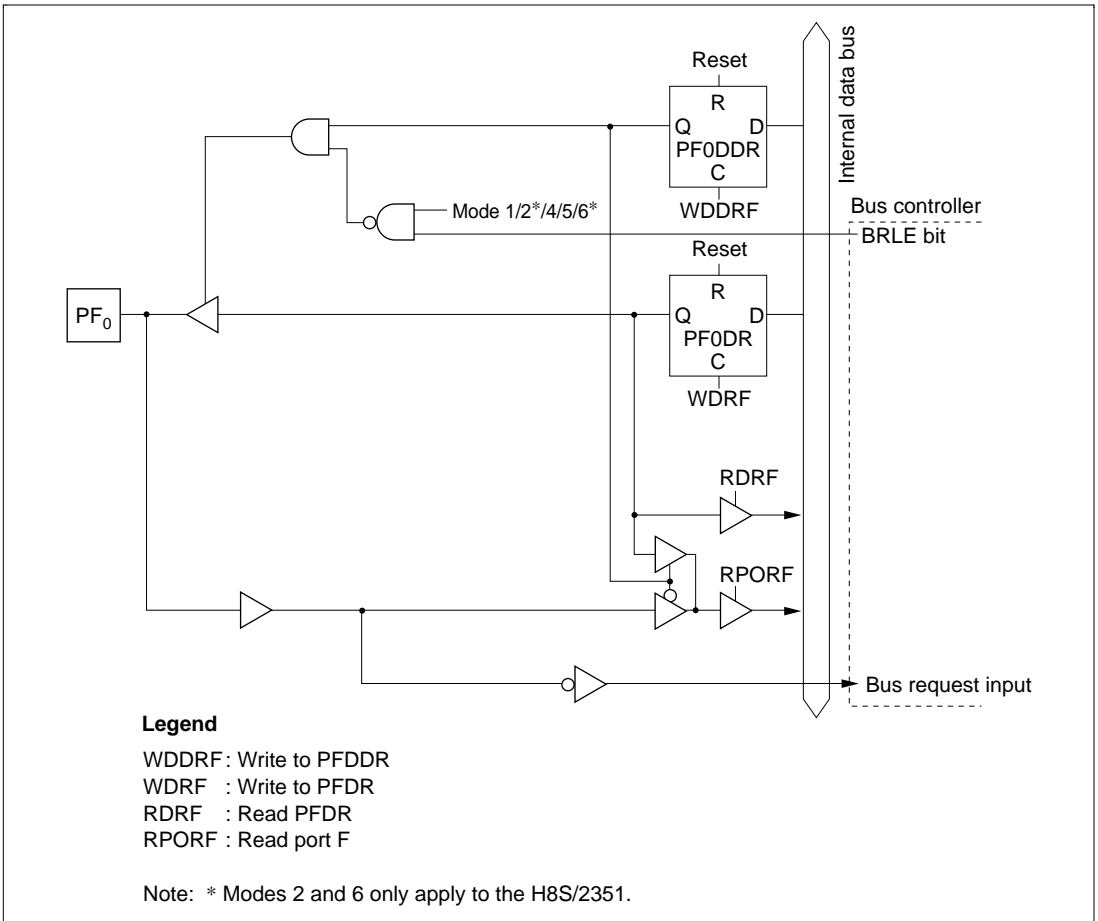 Reset
R
Q D
PF0DDR
C
WDDRF
Internal data bus
Mode 1/2*/4/5/6*
Bus controller
BRLE bit
Reset
R
Q D
PF0DR
C
WDRF
PF0
RDRF
RPORF
Bus request input
Legend
WDDRF : Write to PFDDR
WDRF : Write to PFDR
RDRF : Read PFDR
RPORF : Read port F
Note: * Modes 2 and 6 only apply to the H8S/2351.